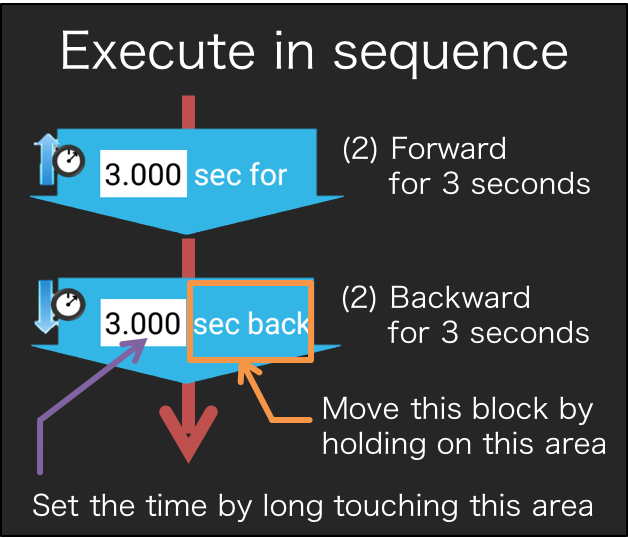 Execute in sequence
3.000 sec for
(2) Forward
for 3 seconds
3.000 sec back
(2) Backward
for 3 seconds
Move this block by
holding on this area
Set the time by long touching this area